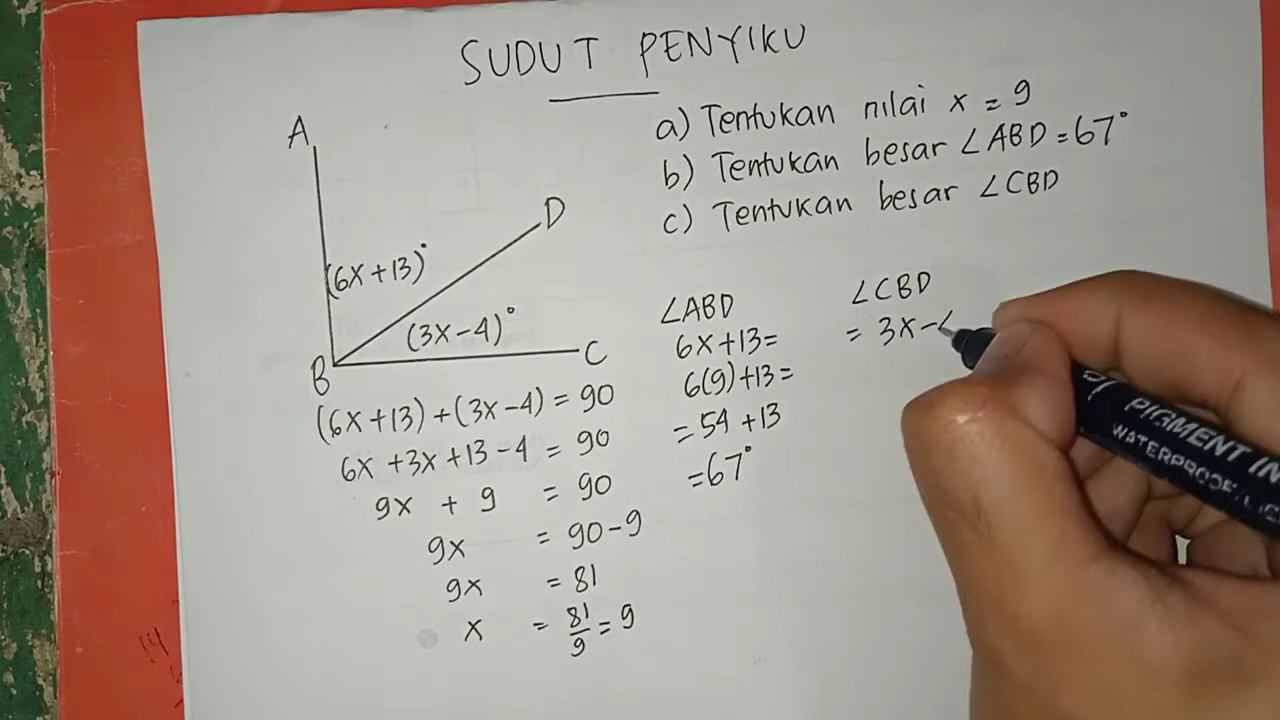 SUDUT PENYIKU
a) Tentukan nilai x = 9
b) Tentukan besar ∠ABD = 67°
c) Tentukan besar ∠CBD
A
D
(6x+13)°
(3x-4)°
B
C
(6x+13)+(3x-4) = 90
6x+3x+13-4 = 90
9x + 9 = 90
9x = 90-9
9x = 81
x = 81/9 = 9
∠ABD
6x+13=
6(9)+13=
= 54 + 13
= 67°
∠CBD
= 3x-
PIGMENT IN
WATERPROOF